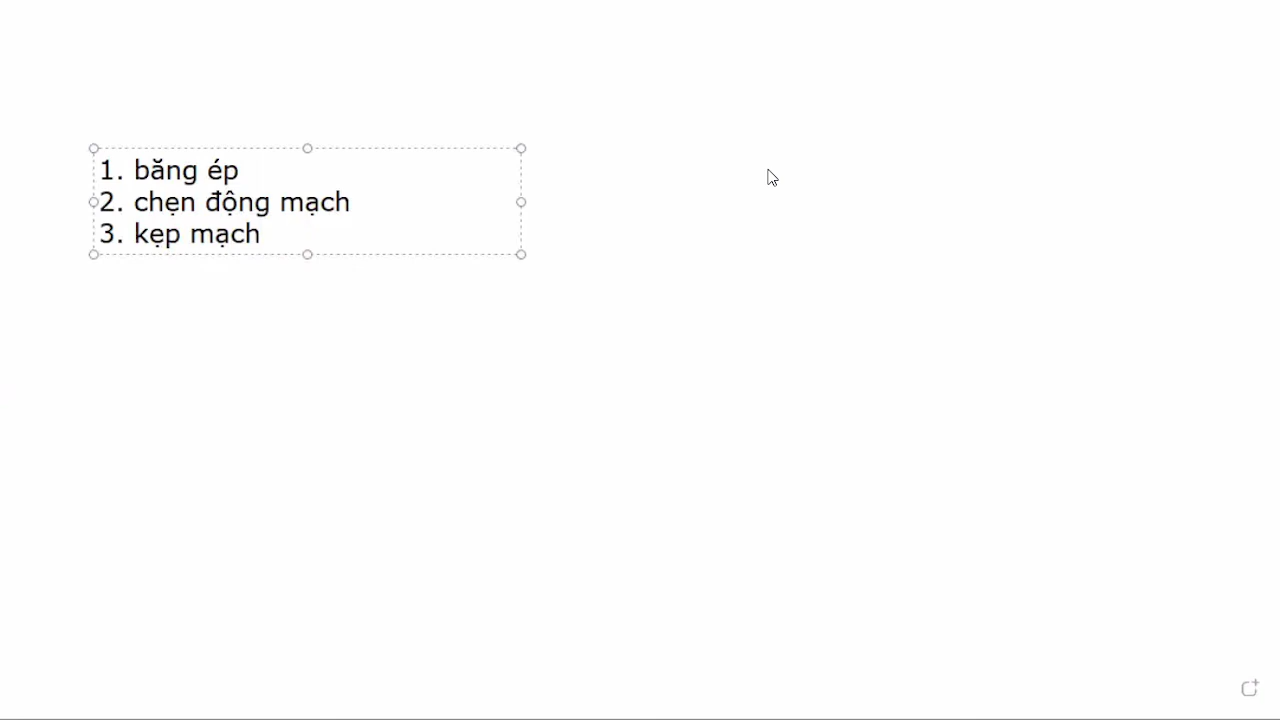 1. băng ép
2. chẹn động mạch
3. kẹp mạch